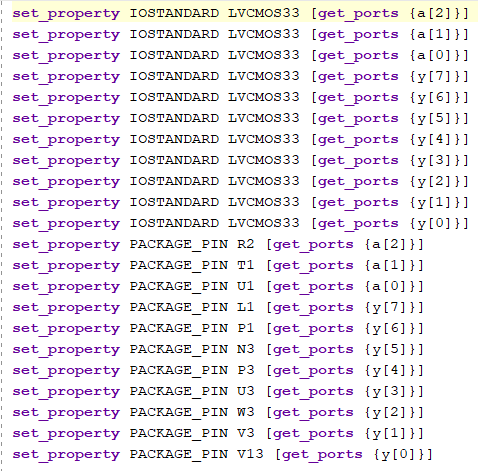 set_property IOSTANDARD LVCMOS33 [get_ports {a[2]}]
set_property IOSTANDARD LVCMOS33 [get_ports {a[1]}]
set_property IOSTANDARD LVCMOS33 [get_ports {a[0]}]
set_property IOSTANDARD LVCMOS33 [get_ports {y[7]}]
set_property IOSTANDARD LVCMOS33 [get_ports {y[6]}]
set_property IOSTANDARD LVCMOS33 [get_ports {y[5]}]
set_property IOSTANDARD LVCMOS33 [get_ports {y[4]}]
set_property IOSTANDARD LVCMOS33 [get_ports {y[3]}]
set_property IOSTANDARD LVCMOS33 [get_ports {y[2]}]
set_property IOSTANDARD LVCMOS33 [get_ports {y[1]}]
set_property IOSTANDARD LVCMOS33 [get_ports {y[0]}]
set_property PACKAGE_PIN R2 [get_ports {a[2]}]
set_property PACKAGE_PIN T1 [get_ports {a[1]}]
set_property PACKAGE_PIN U1 [get_ports {a[0]}]
set_property PACKAGE_PIN L1 [get_ports {y[7]}]
set_property PACKAGE_PIN P1 [get_ports {y[6]}]
set_property PACKAGE_PIN N3 [get_ports {y[5]}]
set_property PACKAGE_PIN P3 [get_ports {y[4]}]
set_property PACKAGE_PIN U3 [get_ports {y[3]}]
set_property PACKAGE_PIN W3 [get_ports {y[2]}]
set_property PACKAGE_PIN V3 [get_ports {y[1]}]
set_property PACKAGE_PIN V13 [get_ports {y[0]}]